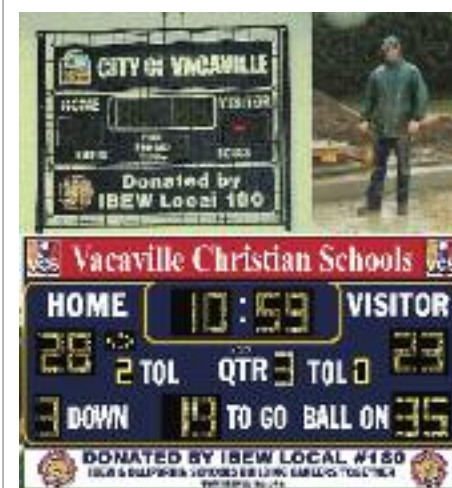 CITY OF VACAVILLE
HOME VISITOR
Donated by
IBEW Local 180
Vacaville Christian Schools
HOME 10:59 VISITOR
28 2 TOL QTR 3 TOL 0 23
3 DOWN 19 TO GO BALL ON 35
DONATED BY IBEW LOCAL #180